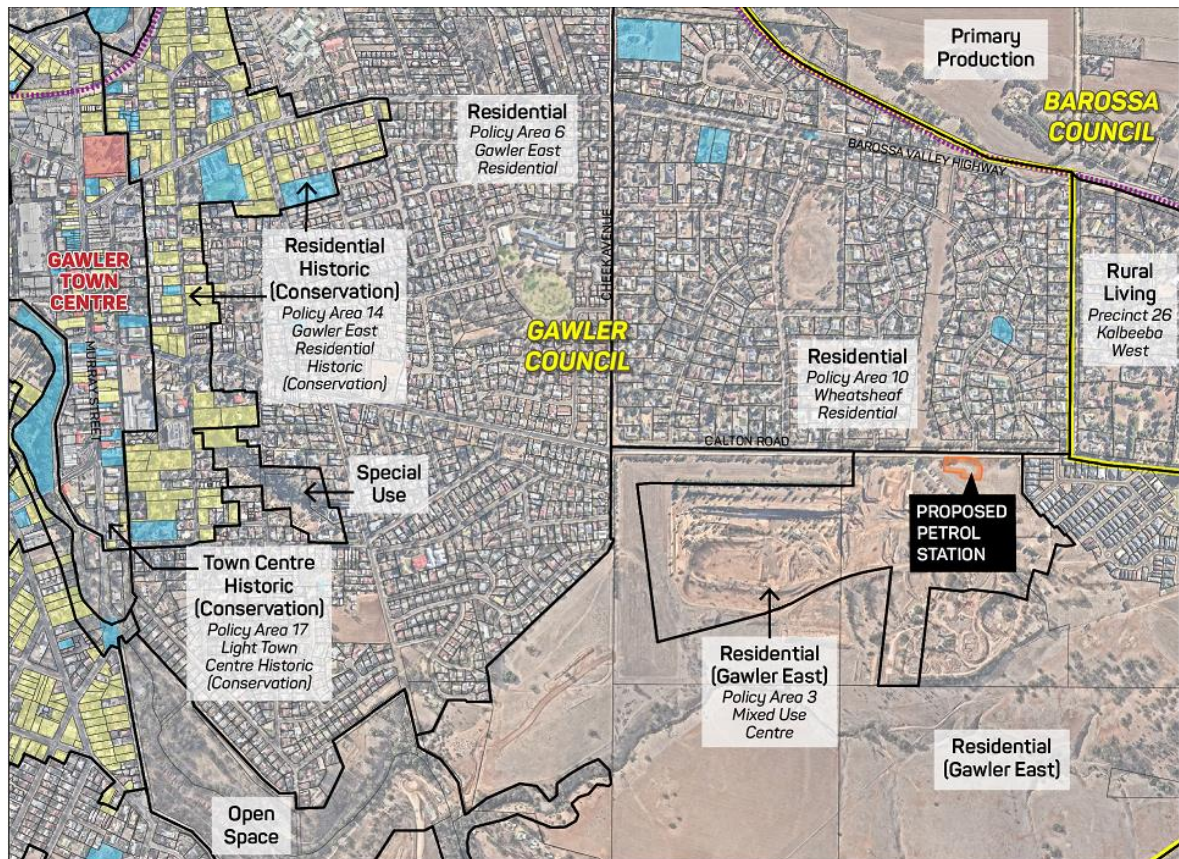 Primary
Production
BAROSSA
COUNCIL
Residential
Policy Area 6
Gawler East
Residential
BAROSSA VALLEY HIGHWAY
CHEEK AVENUE
GAWLER
TOWN
CENTRE
Residential
Historic
(Conservation)
Policy Area 14
Gawler East
Residential
Historic
(Conservation)
Rural
Living
Precinct 26
Kalbeeba
West
GAWLER
COUNCIL
MURRAY STREET
Residential
Policy Area 10
Wheatsheaf
Residential
CALTON ROAD
Special
Use
PROPOSED
PETROL
STATION
Town Centre
Historic
(Conservation)
Policy Area 17
Light Town
Centre Historic
(Conservation)
Residential
(Gawler East)
Policy Area 3
Mixed Use
Centre
Residential
(Gawler East)
Open
Space